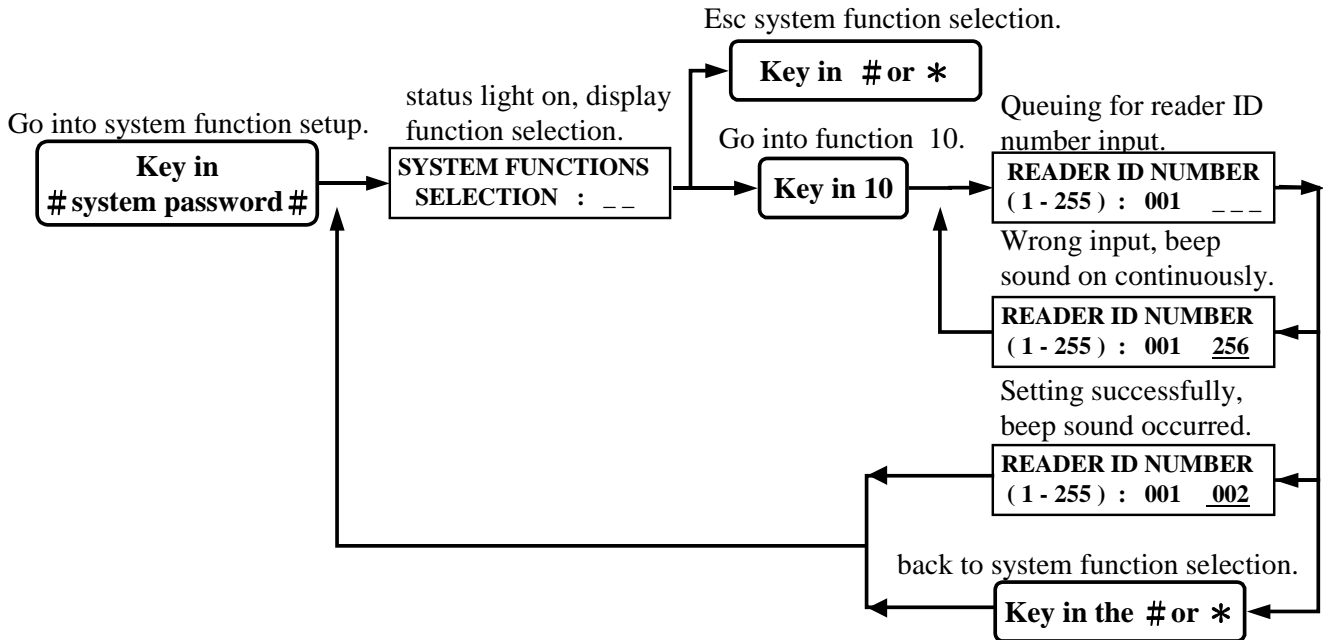 Esc system function selection.
Key in # or *
status light on, display
function selection.
Go into system function setup.
Key in
# system password #
SYSTEM FUNCTIONS
SELECTION : _ _
Go into function 10.
Key in 10
Queuing for reader ID
number input.
READER ID NUMBER
( 1 - 255 ) : 001 _ _ _
Wrong input, beep
sound on continuously.
READER ID NUMBER
( 1 - 255 ) : 001 256
Setting successfully,
beep sound occurred.
READER ID NUMBER
( 1 - 255 ) : 001 002
back to system function selection.
Key in the # or *